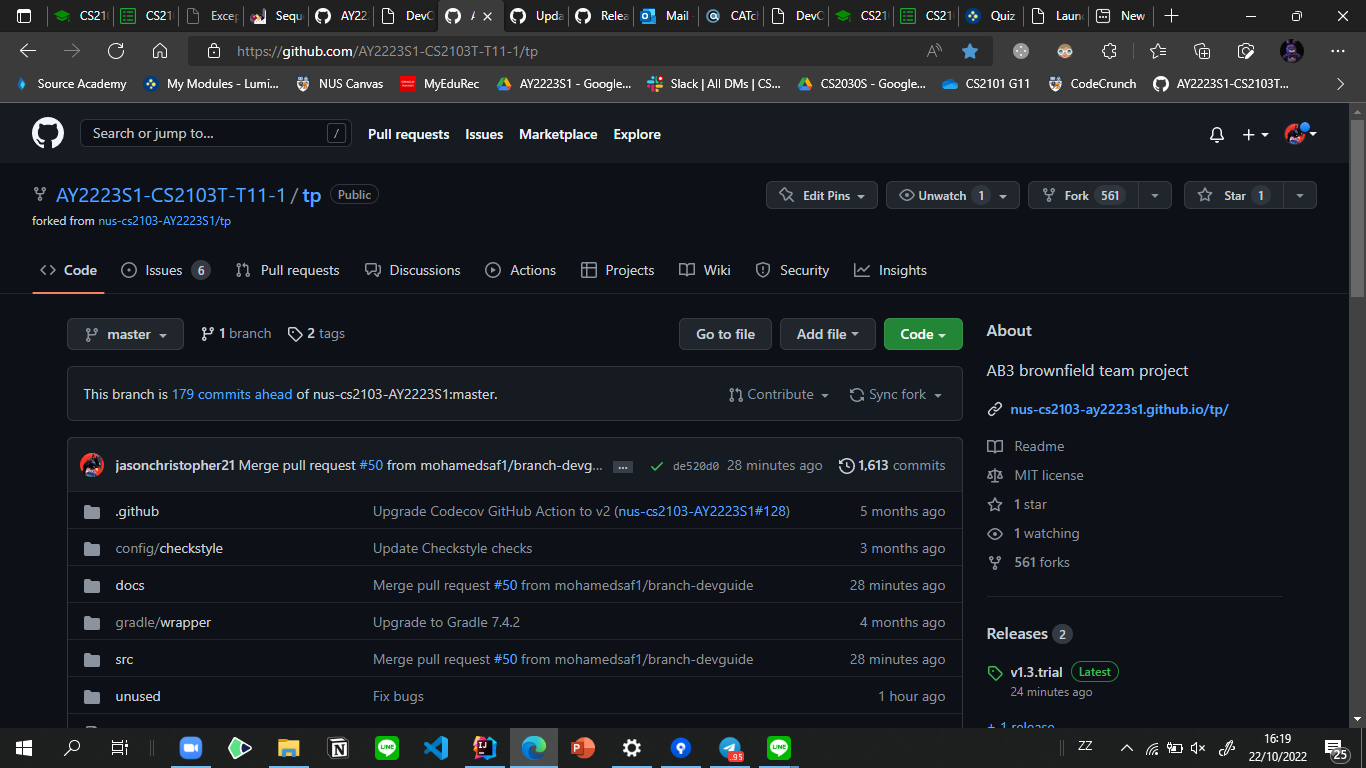 CS21 CS21 Excep Sequ AY22 DevG A Upda Relea Mail CATch DevG CS21 CS21 Quiz Laun New
https://github.com/AY2223S1-CS2103T-T11-1/tp
Source Academy My Modules - Lumi... NUS Canvas MyEduRec AY2223S1 - Google... Slack | All DMs | CS... CS2030S - Google... CS2101 G11 CodeCrunch AY2223S1-CS2103T...
Search or jump to... / Pull requests Issues Marketplace Explore
AY2223S1-CS2103T-T11-1 / tp Public Edit Pins Unwatch 1 Fork 561 Star 1
forked from nus-cs2103-AY2223S1/tp
Code Issues 6 Pull requests Discussions Actions Projects Wiki Security Insights
master 1 branch 2 tags Go to file Add file Code
This branch is 179 commits ahead of nus-cs2103-AY2223S1:master. Contribute Sync fork
jasonchristopher21 Merge pull request #50 from mohamedsaf1/branch-devg... ... de520d0 28 minutes ago 1,613 commits
.github Upgrade Codecov GitHub Action to v2 (nus-cs2103-AY2223S1#128) 5 months ago
config/checkstyle Update Checkstyle checks 3 months ago
docs Merge pull request #50 from mohamedsaf1/branch-devguide 28 minutes ago
gradle/wrapper Upgrade to Gradle 7.4.2 4 months ago
src Merge pull request #50 from mohamedsaf1/branch-devguide 28 minutes ago
unused Fix bugs 1 hour ago
About
AB3 brownfield team project
nus-cs2103-ay2223s1.github.io/tp/
Readme
MIT license
1 star
1 watching
561 forks
Releases 2
v1.3.trial Latest
24 minutes ago
+ 1 release
95 ZZ 16:19
22/10/2022 25